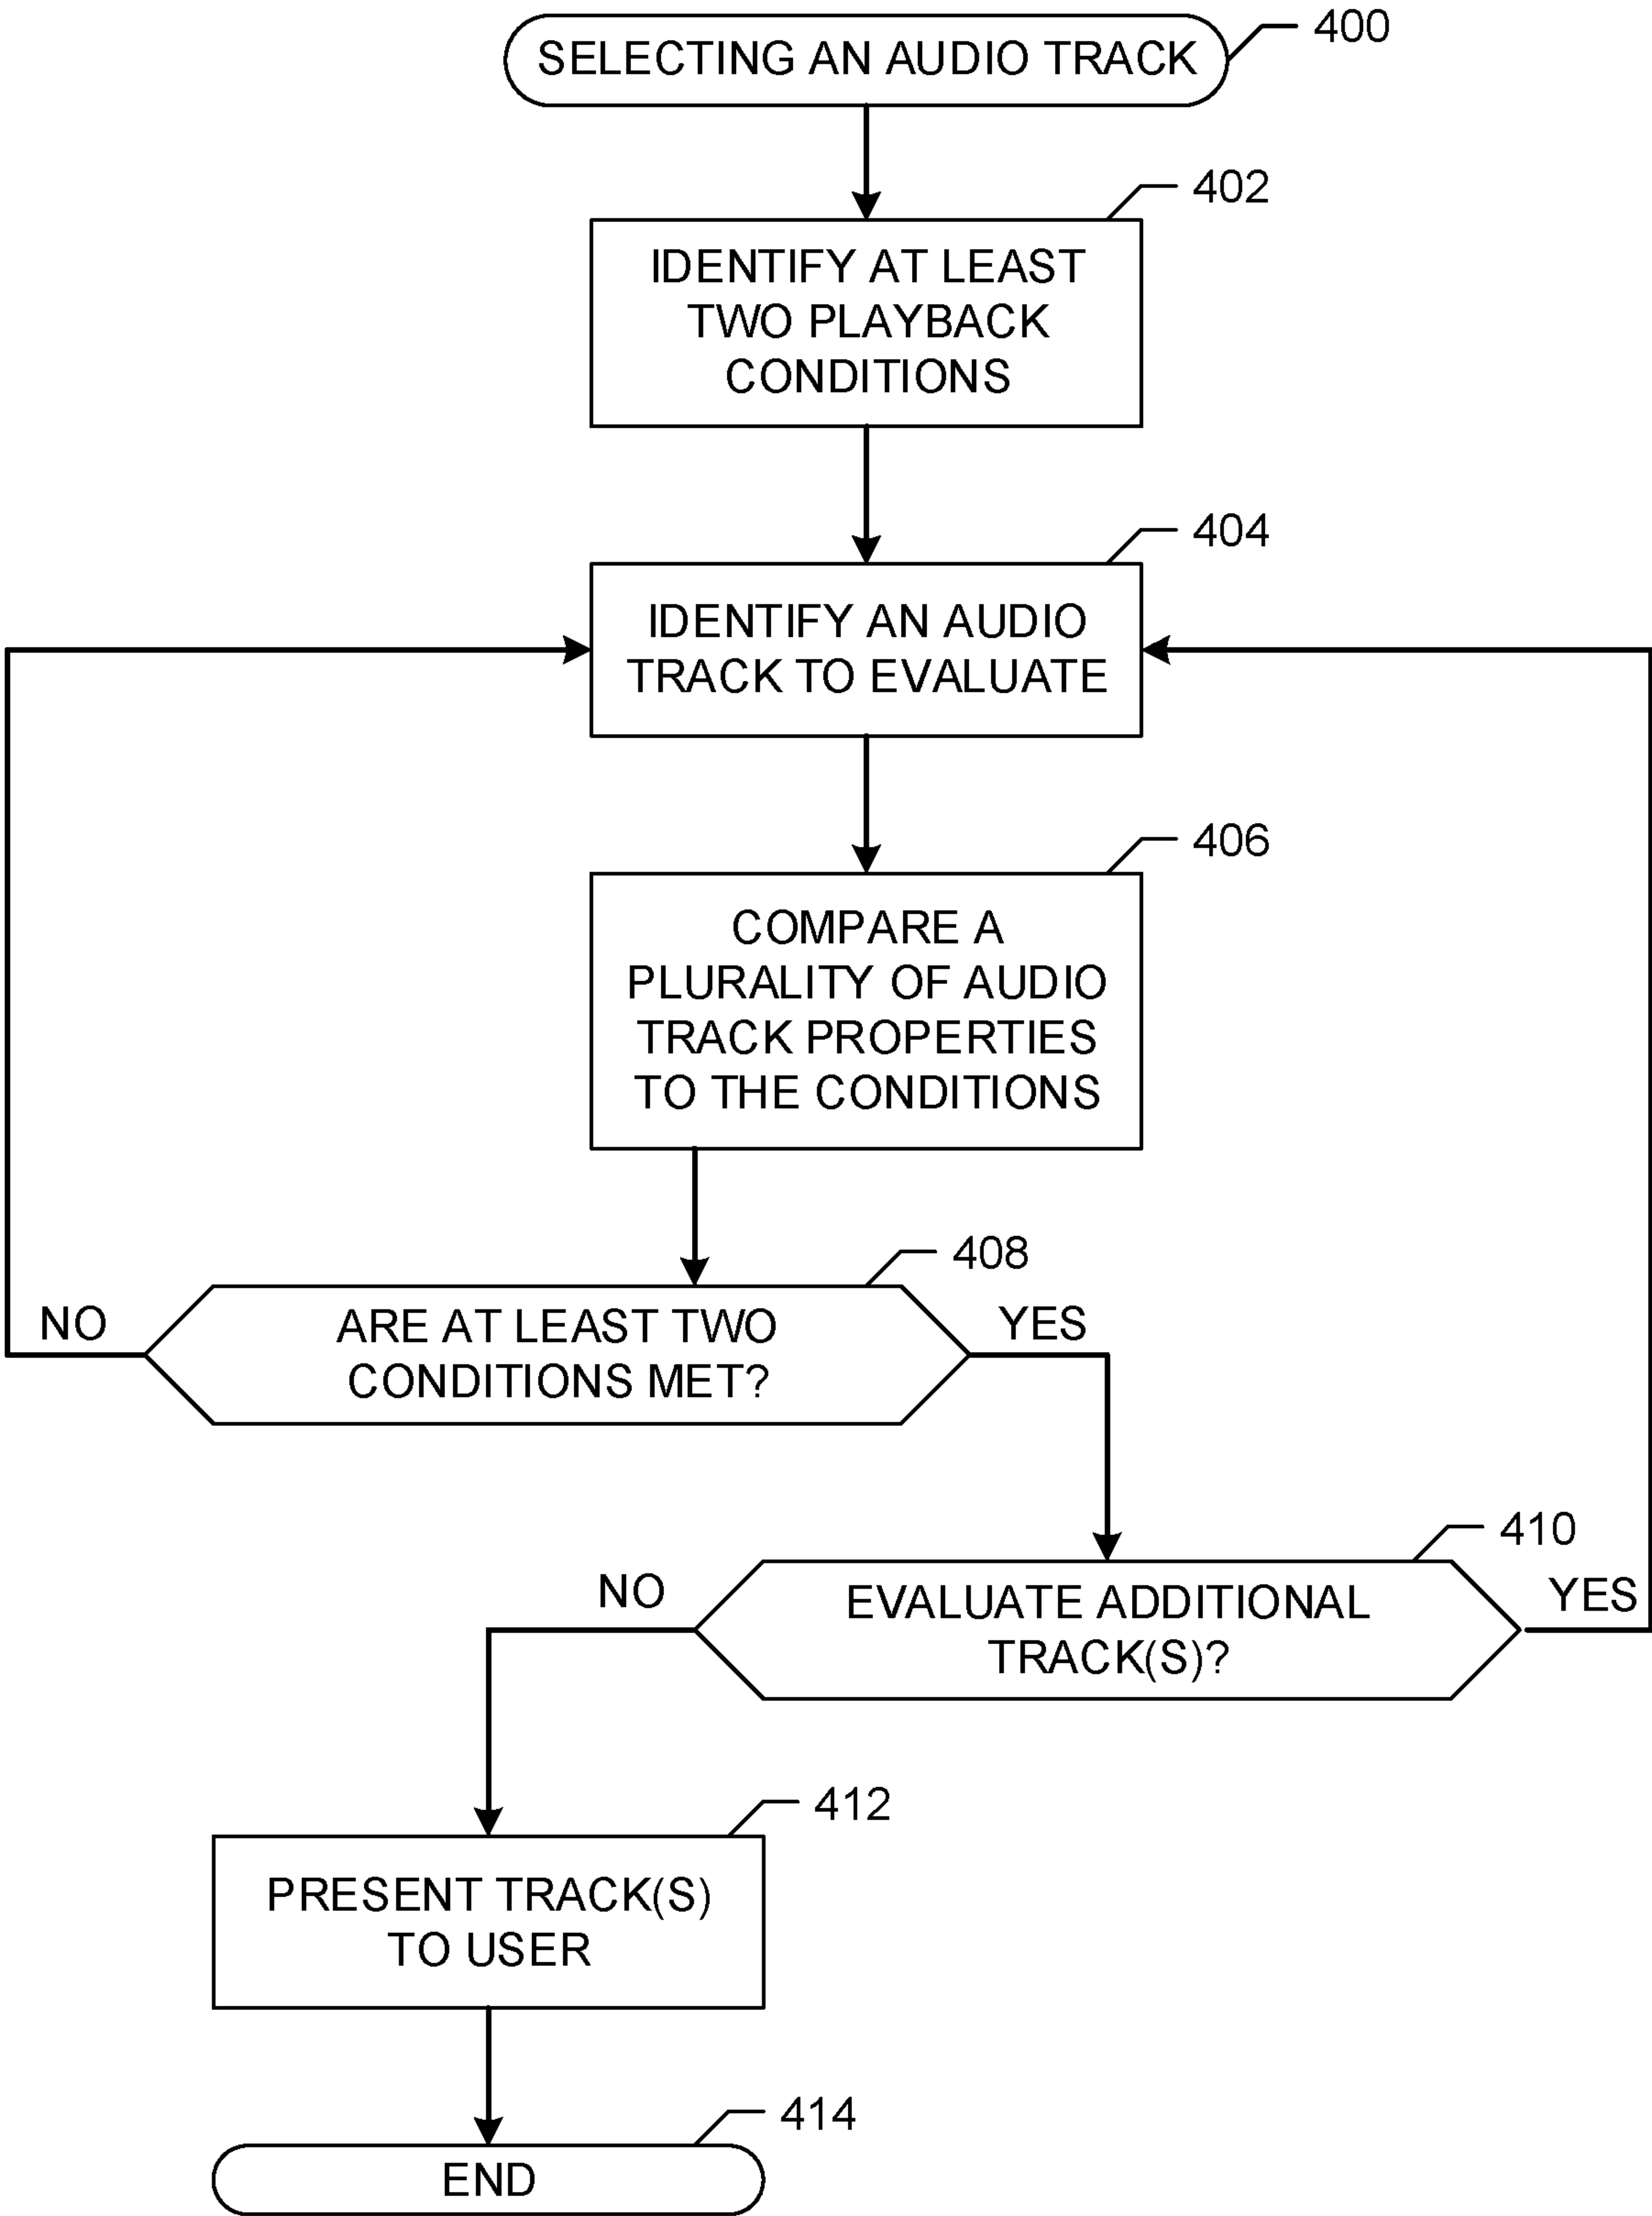 SELECTING AN AUDIO TRACK
400
402
IDENTIFY AT LEAST
TWO PLAYBACK
CONDITIONS
404
IDENTIFY AN AUDIO
TRACK TO EVALUATE
406
COMPARE A
PLURALITY OF AUDIO
TRACK PROPERTIES
TO THE CONDITIONS
408
NO
ARE AT LEAST TWO
CONDITIONS MET?
YES
410
NO
EVALUATE ADDITIONAL
TRACK(S)?
YES
412
PRESENT TRACK(S)
TO USER
414
END